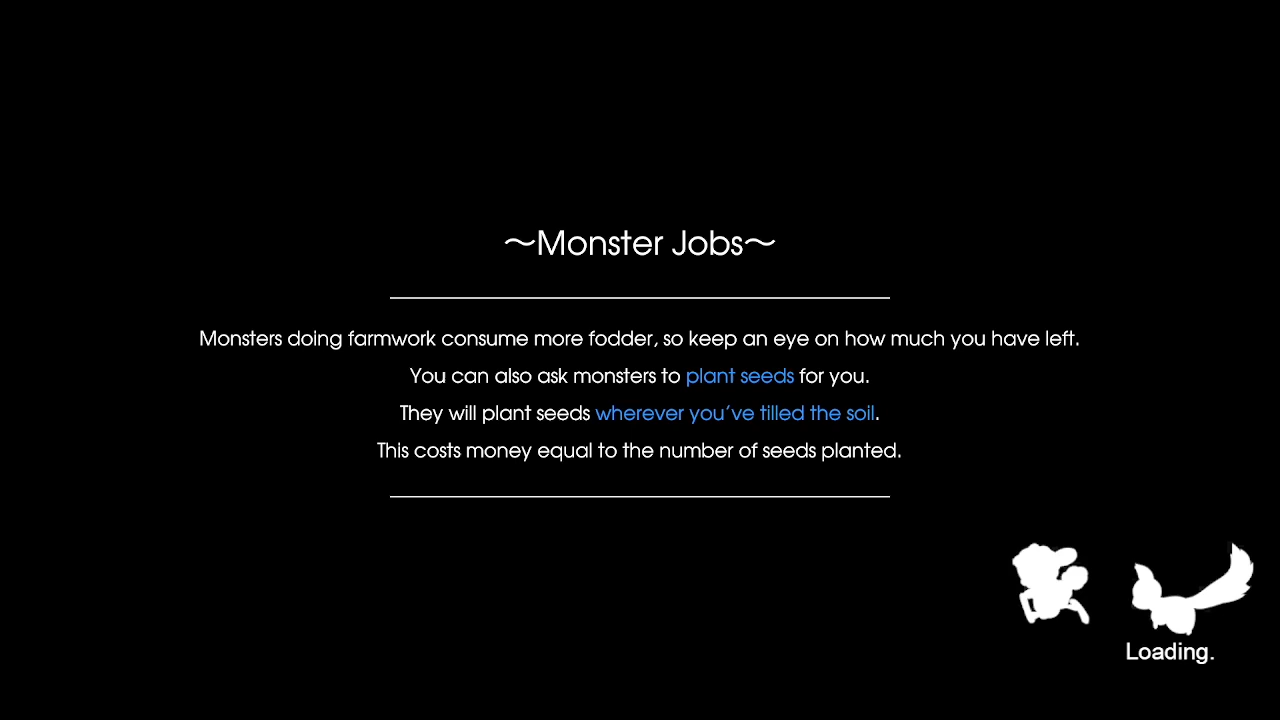 ～Monster Jobs～
Monsters doing farmwork consume more fodder, so keep an eye on how much you have left.
You can also ask monsters to plant seeds for you.
They will plant seeds wherever you've tilled the soil.
This costs money equal to the number of seeds planted.
Loading.